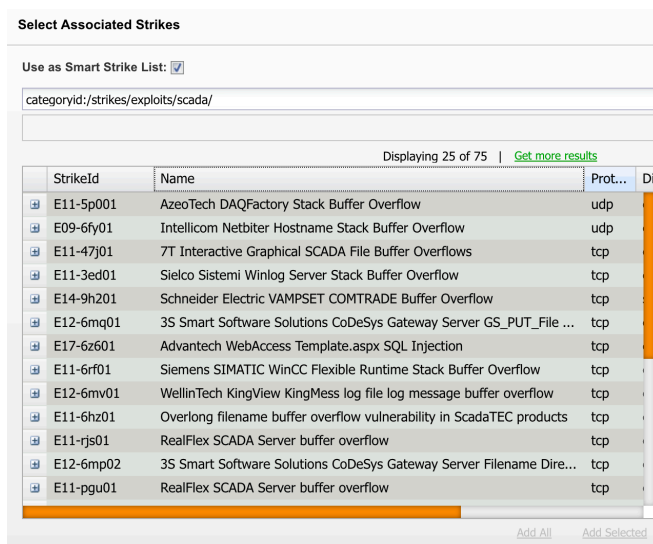 Select Associated Strikes
Use as Smart Strike List:
categoryid:/strikes/exploits/scada/
Displaying 25 of 75 | Get more results
StrikeId Name Prot... Di
E11-5p001 AzeoTech DAQFactory Stack Buffer Overflow udp
E09-6fy01 Intellicom Netbiter Hostname Stack Buffer Overflow udp
E11-47j01 7T Interactive Graphical SCADA File Buffer Overflows tcp
E11-3ed01 Sielco Sistemi Winlog Server Stack Buffer Overflow tcp
E14-9h201 Schneider Electric VAMPSET COMTRADE Buffer Overflow tcp
E12-6mq01 3S Smart Software Solutions CoDeSys Gateway Server GS_PUT_File ... tcp
E17-6z601 Advantech WebAccess Template.aspx SQL Injection tcp
E11-6rf01 Siemens SIMATIC WinCC Flexible Runtime Stack Buffer Overflow tcp
E12-6mv01 WellinTech KingView KingMess log file log message buffer overflow tcp
E11-6hz01 Overlong filename buffer overflow vulnerability in ScadaTEC products tcp
E11-rjs01 RealFlex SCADA Server buffer overflow tcp
E12-6mp02 3S Smart Software Solutions CoDeSys Gateway Server Filename Dire... tcp
E11-pgu01 RealFlex SCADA Server buffer overflow tcp
Add All Add Selected